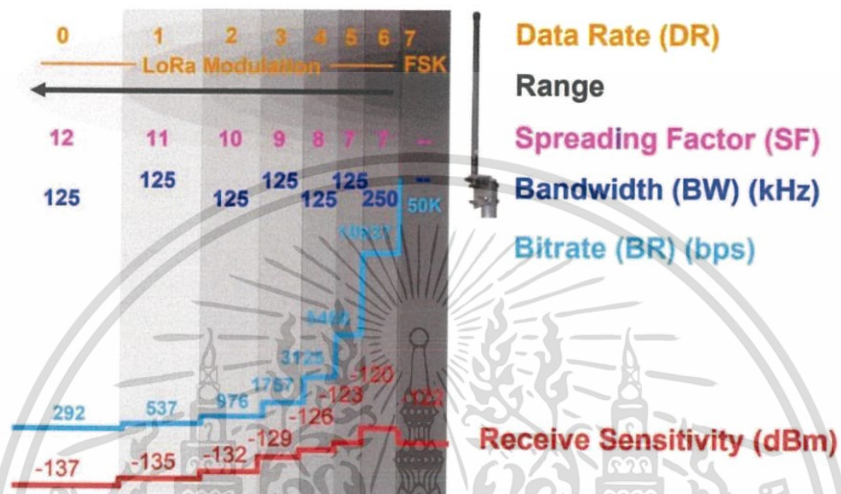 0 1 2 3 4 5 6 7 Data Rate (DR)
LoRa Modulation FSK
Range
12 11 10 9 8 7 7 -- Spreading Factor (SF)
125 125 125 125 125 125 250 -- Bandwidth (BW) (kHz)
50K
Bitrate (BR) (bps)
3125
1757
976
537
292
-120
-122
-123
-126
-129
-132
-135
-137
Receive Sensitivity (dBm)